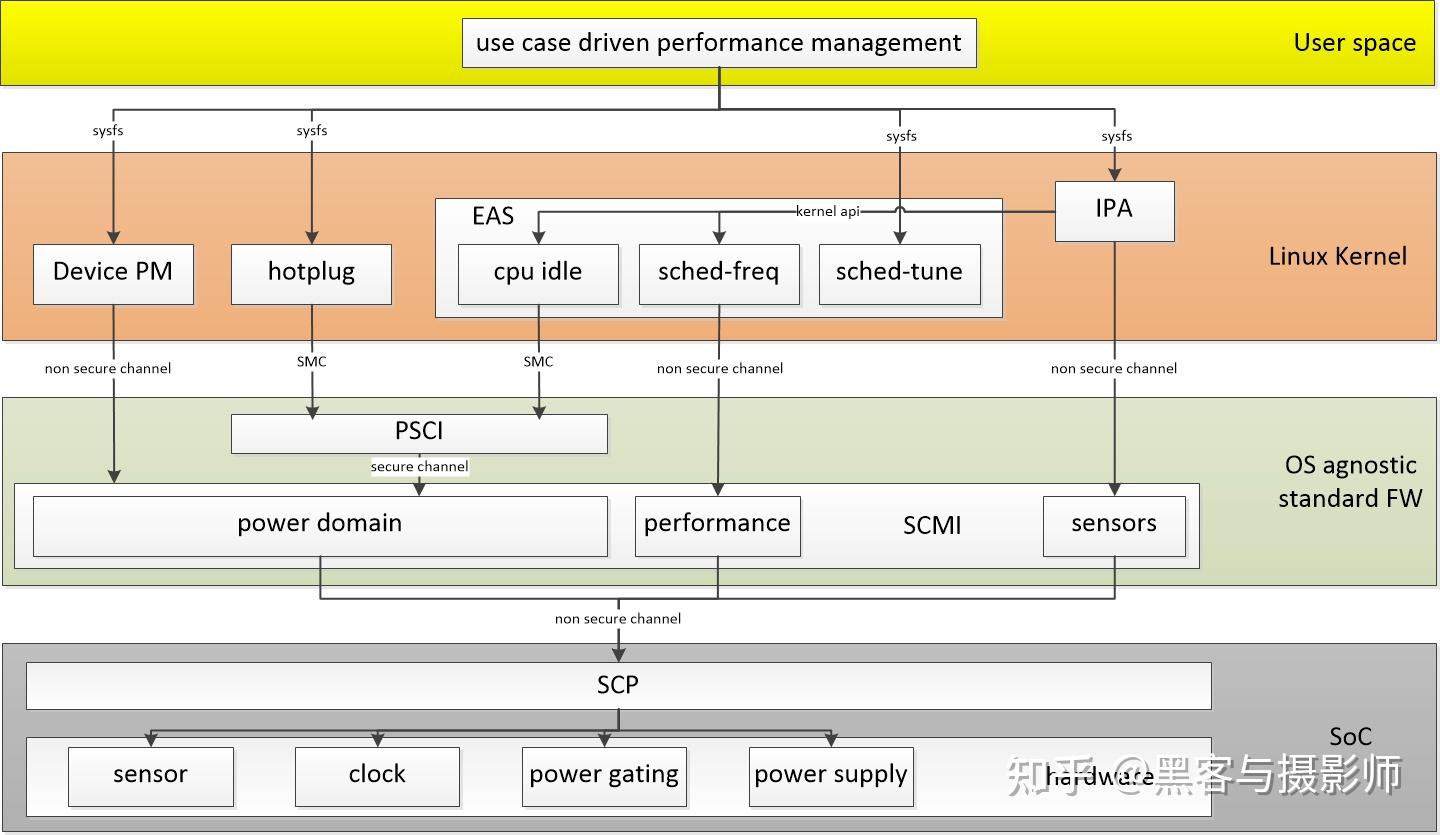 use case driven performance management
User space
sysfs
sysfs
sysfs
sysfs
EAS
kernel api
IPA
Device PM
hotplug
cpu idle
sched-freq
sched-tune
Linux Kernel
non secure channel
SMC
SMC
non secure channel
non secure channel
PSCI
secure channel
OS agnostic
standard FW
power domain
performance
SCMI
sensors
non secure channel
SCP
SoC
sensor
clock
power gating
power supply
hardware
知乎 @黑客与摄影师